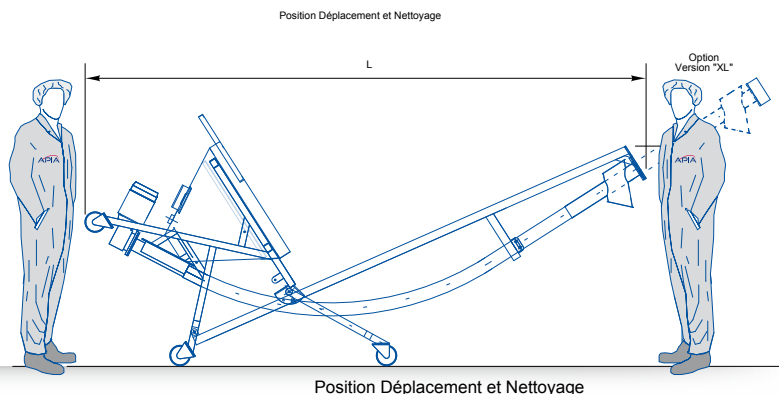 Position Déplacement et Nettoyage
L
Option
Version "XL"
APIA
APIA
Position Déplacement et Nettoyage